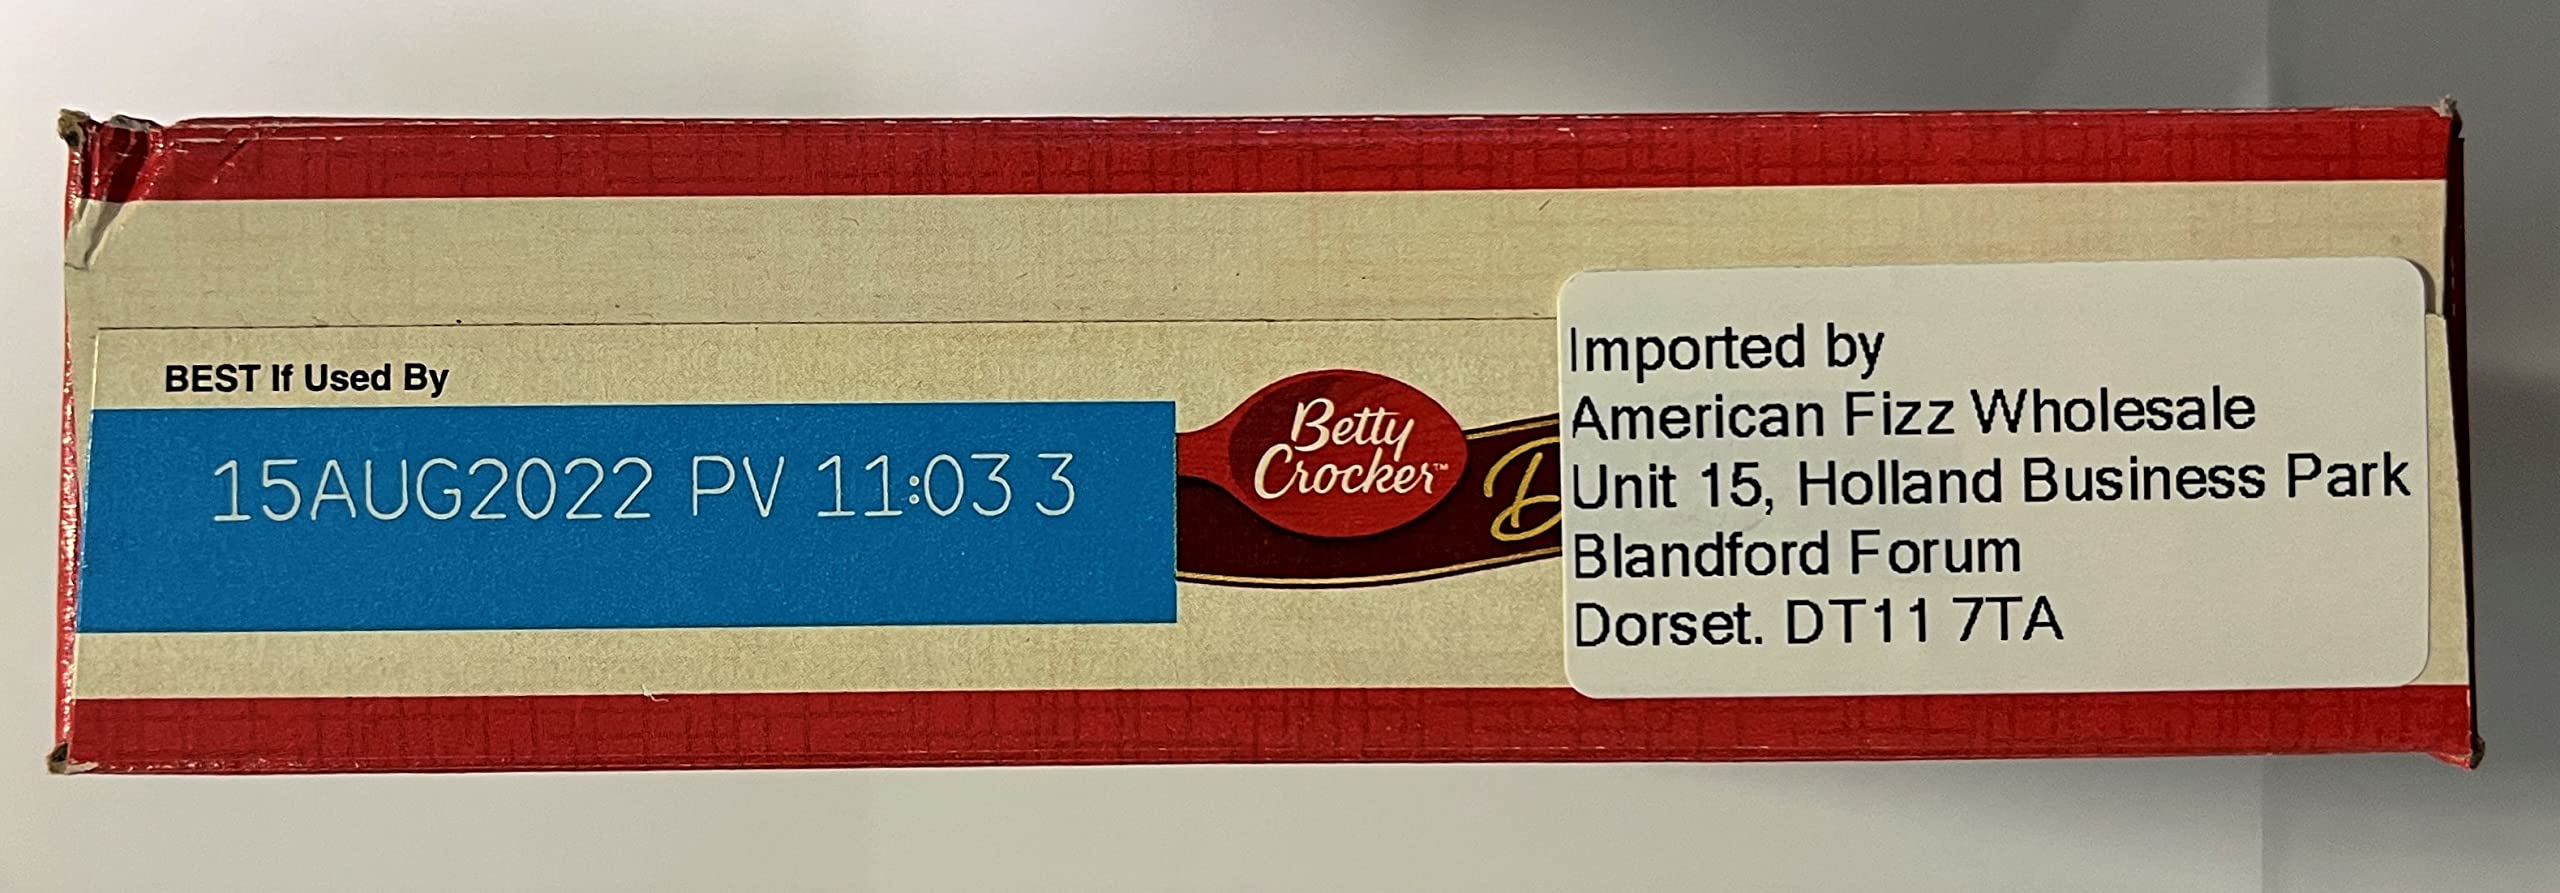 BEST If Used By
15AUG2022 PV 11:03 3
Betty
Crocker™
Imported by
American Fizz Wholesale
Unit 15, Holland Business Park
Blandford Forum
Dorset. DT11 7TA